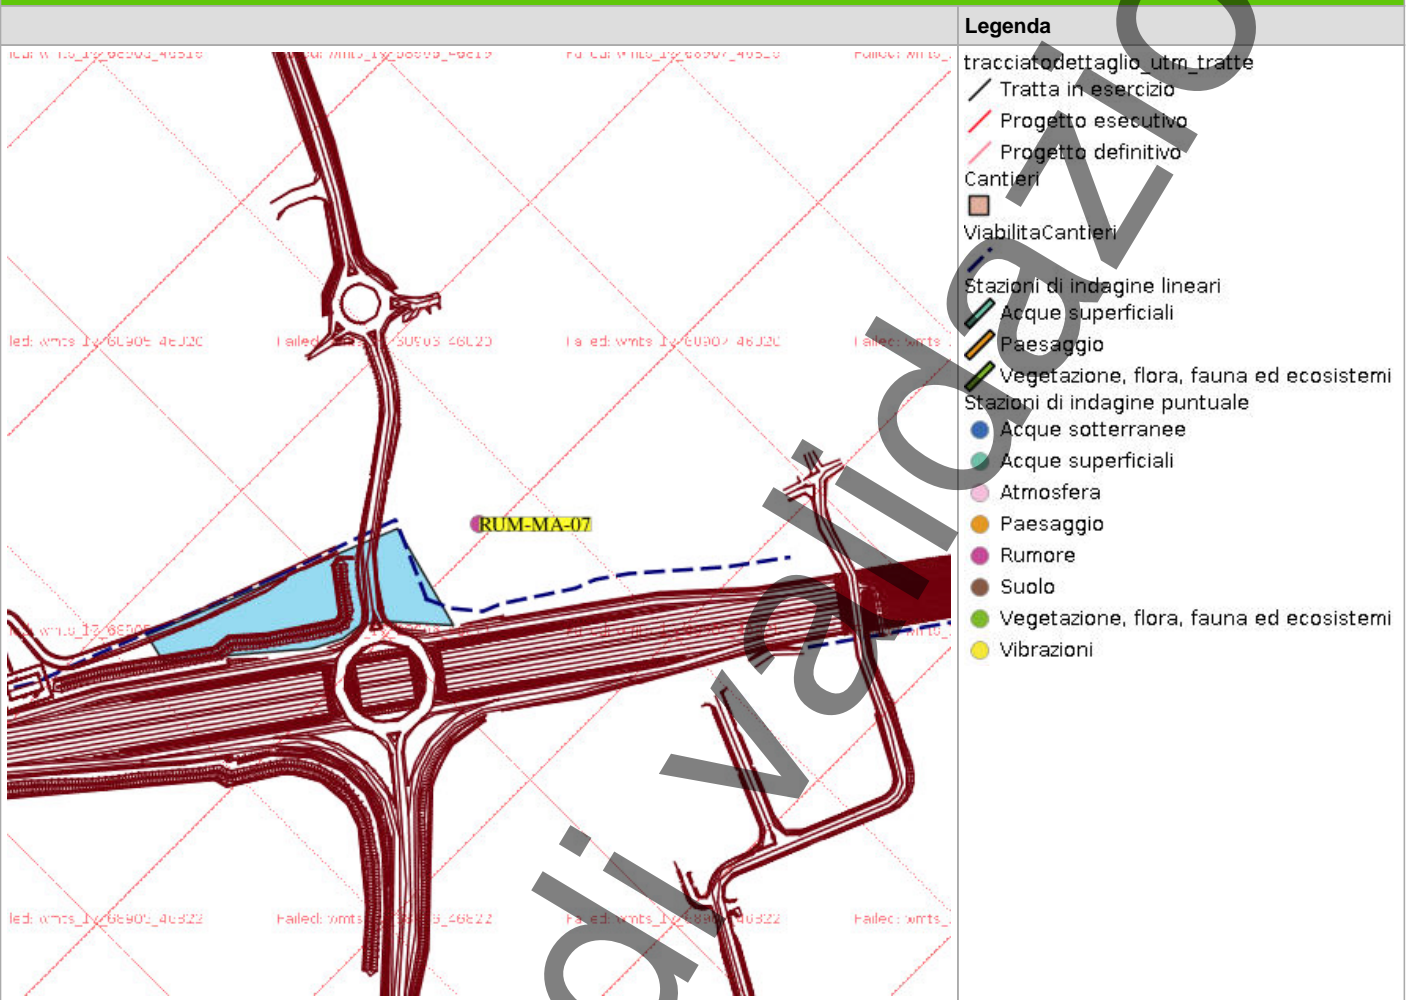 Legenda
tracciatodettaglio_utm_tratte
Tratta in esercizio
Progetto esecutivo
Progetto definitivo
Cantieri
ViabilitaCantieri
Stazioni di indagine lineari
Acque superficiali
Paesaggio
Vegetazione, flora, fauna ed ecosistemi
Stazioni di indagine puntuale
Acque sotterranee
Acque superficiali
Atmosfera
Paesaggio
Rumore
Suolo
Vegetazione, flora, fauna ed ecosistemi
Vibrazioni
RUM-MA-07
di validazio